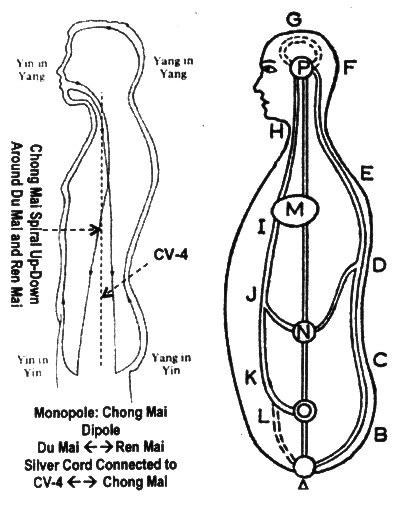 Yin in
Yang
Yang in
Yang
Chong Mai Spiral Up-Down
Around Du Mai and Ren Mai
CV-4
Yin in
Yin
Yang in
Yin
Monopole: Chong Mai
Dipole
Du Mai ←→Ren Mai
Silver Cord Connected to
CV-4 ←→ Chong Mai
G
P
F
H
E
M
I
D
J
N
C
K
L
B
A